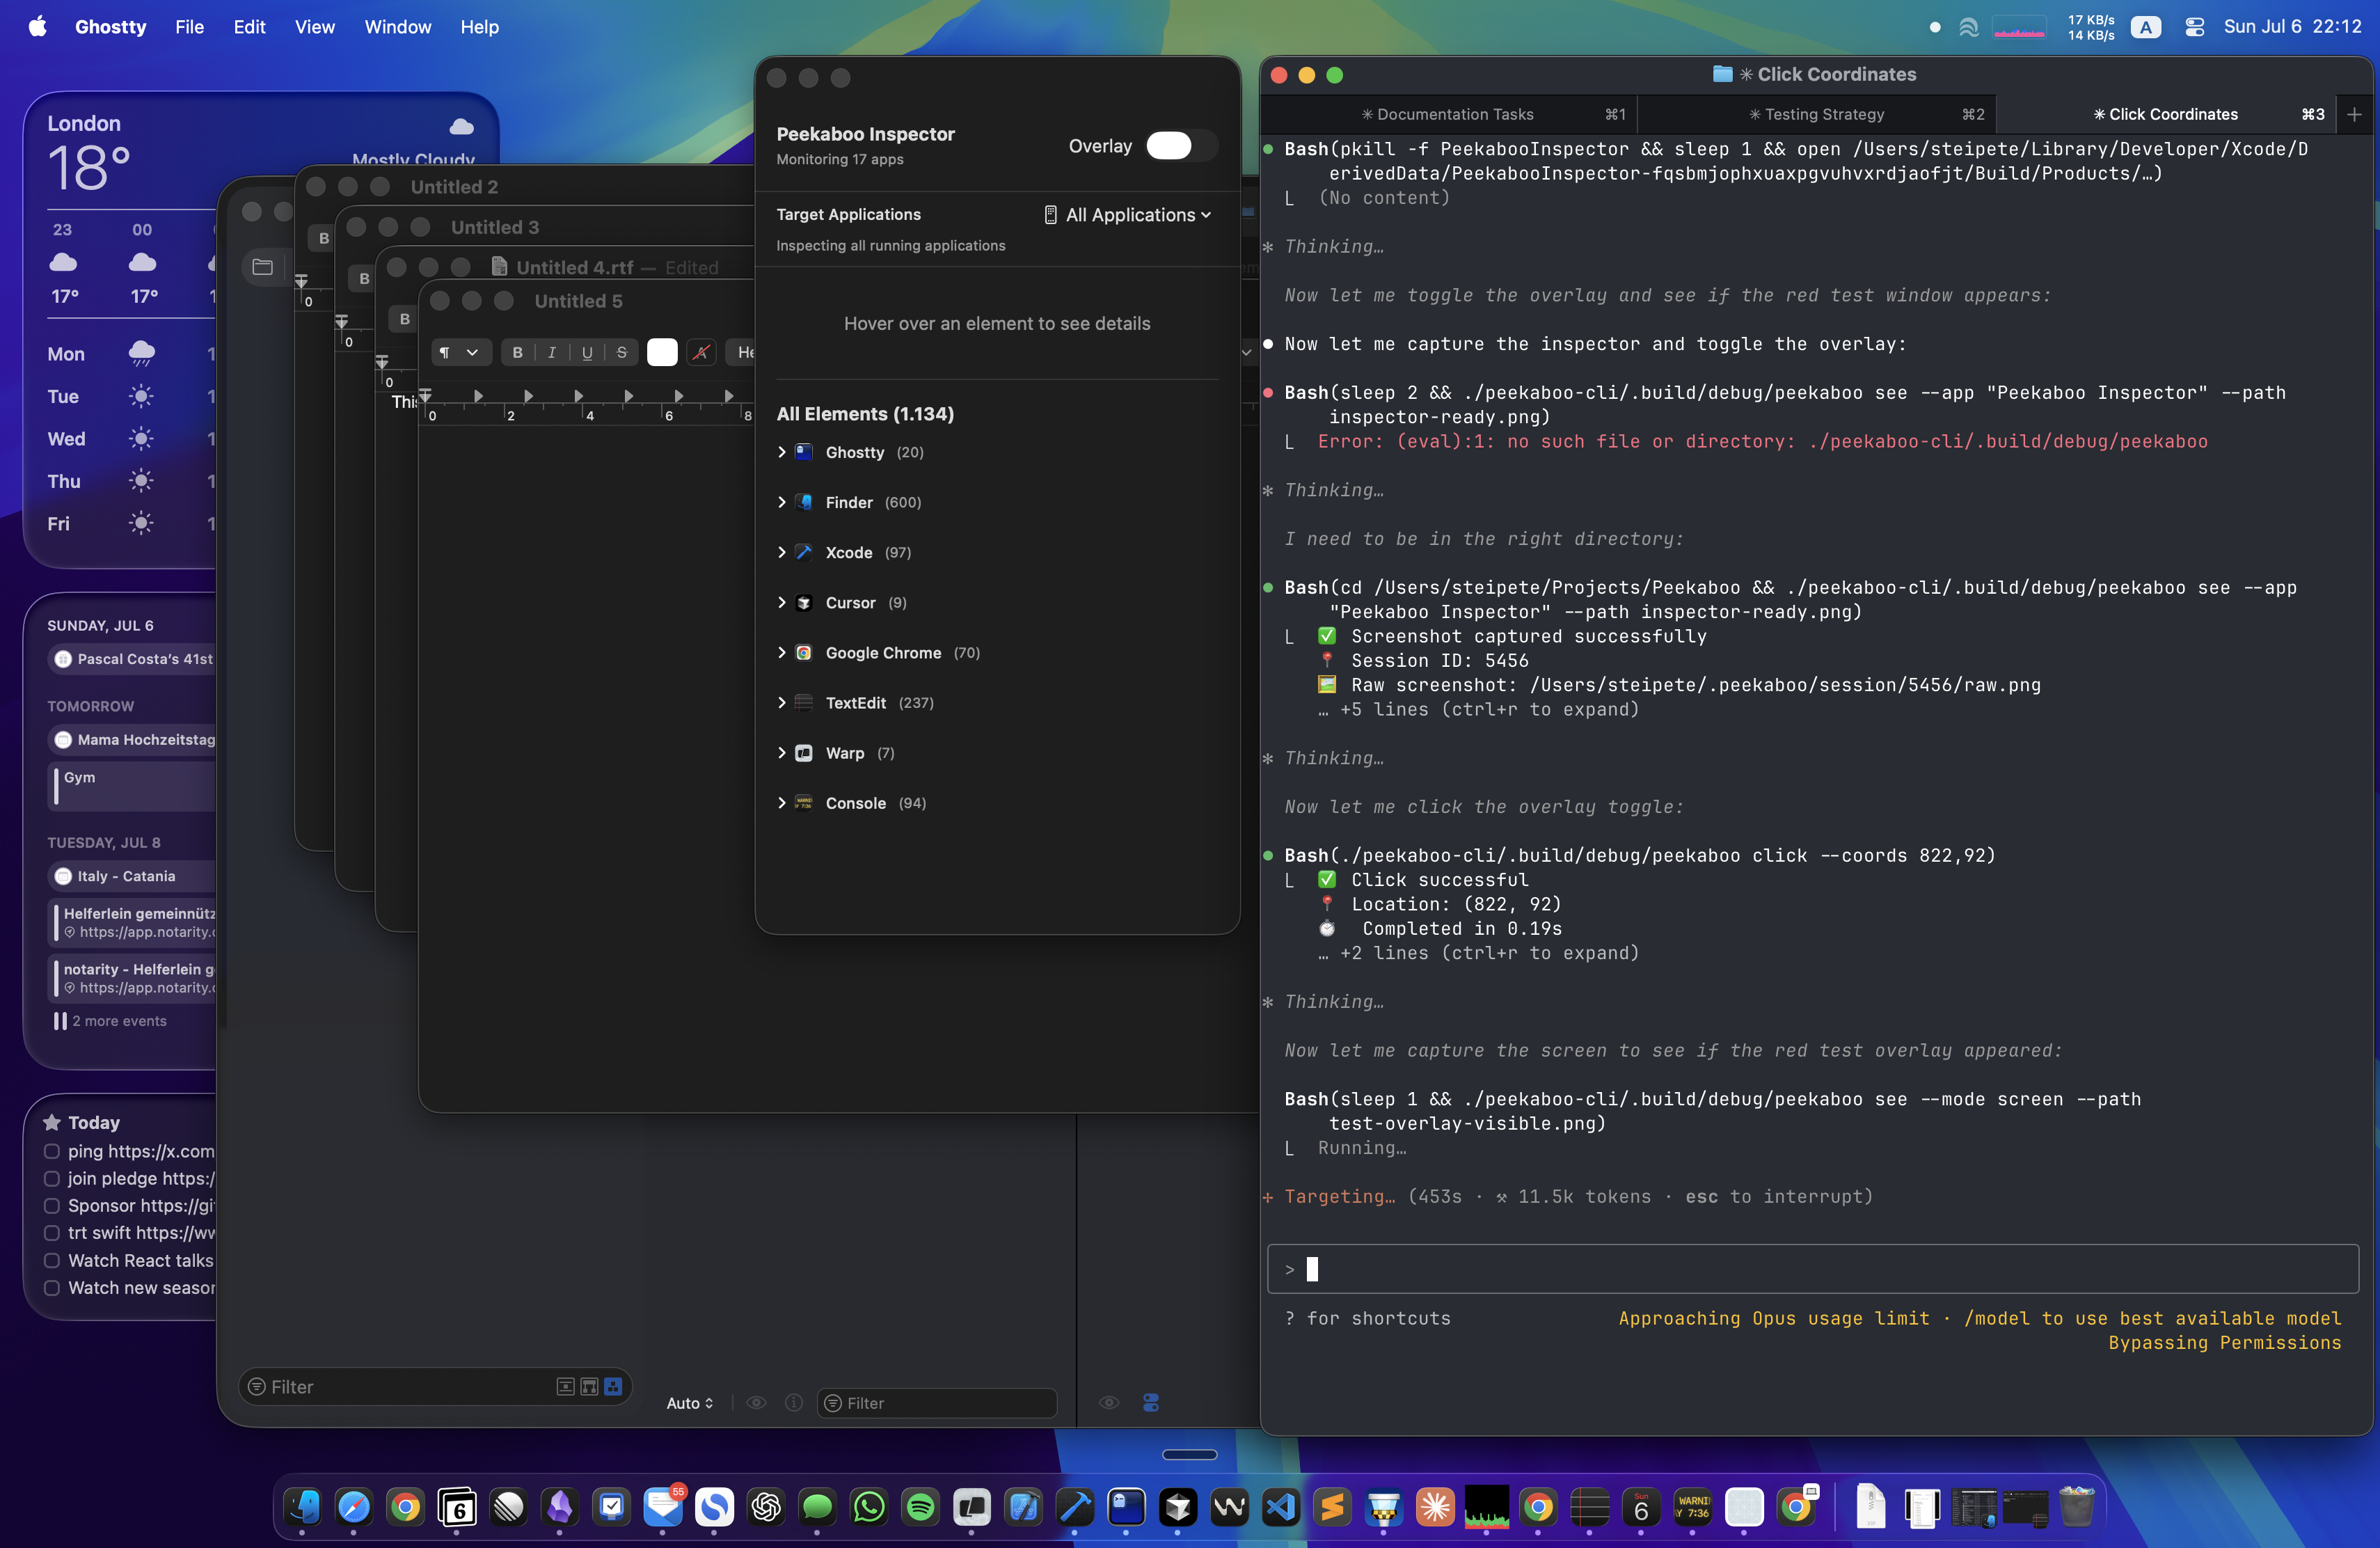 Ghostty File Edit View Window Help
17 KB/s
14 KB/s
A
Sun Jul 6 22:12
London
18°
Mostly Cloudy
23 00
17° 17°
Mon
Tue
Wed
Thu
Fri
SUNDAY, JUL 6
Pascal Costa's 41st
TOMORROW
Mama Hochzeitstag
Gym
TUESDAY, JUL 8
Italy - Catania
Helferlein gemeinnütz
https://app.notarity.c
notarity - Helferlein g
https://app.notarity.c
2 more events
Today
ping https://x.com
join pledge https:/
Sponsor https://gi
trt swift https://w
Watch React talks
Watch new season
Untitled 2
B
0
Untitled 3
B
0
Untitled 4.rtf — Edited
B
0
This
Untitled 5
¶ B I U S A He
0 2 4 6 8
Filter
Auto
Filter
Peekaboo Inspector
Monitoring 17 apps
Overlay
Target Applications
All Applications
Inspecting all running applications
Hover over an element to see details
All Elements (1.134)
Ghostty (20)
Finder (600)
Xcode (97)
Cursor (9)
Google Chrome (70)
TextEdit (237)
Warp (7)
Console (94)
✳ Click Coordinates
✳ Documentation Tasks ⌘1
✳ Testing Strategy ⌘2
✳ Click Coordinates ⌘3
+
Bash(pkill -f PeekabooInspector && sleep 1 && open /Users/steipete/Library/Developer/Xcode/D
erivedData/PeekabooInspector-fqsbmjophxuaxpgvuhvxrdjaofjt/Build/Products/…)
(No content)
✻ Thinking…
Now let me toggle the overlay and see if the red test window appears:
Now let me capture the inspector and toggle the overlay:
Bash(sleep 2 && ./peekaboo-cli/.build/debug/peekaboo see --app "Peekaboo Inspector" --path
inspector-ready.png)
Error: (eval):1: no such file or directory: ./peekaboo-cli/.build/debug/peekaboo
✻ Thinking…
I need to be in the right directory:
Bash(cd /Users/steipete/Projects/Peekaboo && ./peekaboo-cli/.build/debug/peekaboo see --app
"Peekaboo Inspector" --path inspector-ready.png)
✅ Screenshot captured successfully
📍 Session ID: 5456
🖼️ Raw screenshot: /Users/steipete/.peekaboo/session/5456/raw.png
… +5 lines (ctrl+r to expand)
✻ Thinking…
Now let me click the overlay toggle:
Bash(./peekaboo-cli/.build/debug/peekaboo click --coords 822,92)
✅ Click successful
📍 Location: (822, 92)
⏱️ Completed in 0.19s
… +2 lines (ctrl+r to expand)
✻ Thinking…
Now let me capture the screen to see if the red test overlay appeared:
Bash(sleep 1 && ./peekaboo-cli/.build/debug/peekaboo see --mode screen --path
test-overlay-visible.png)
Running…
Targeting… (453s · ⚒ 11.5k tokens · esc to interrupt)
>
? for shortcuts
Approaching Opus usage limit · /model to use best available model
Bypassing Permissions
6
55
Sun
6
WARNI
Y 7:36